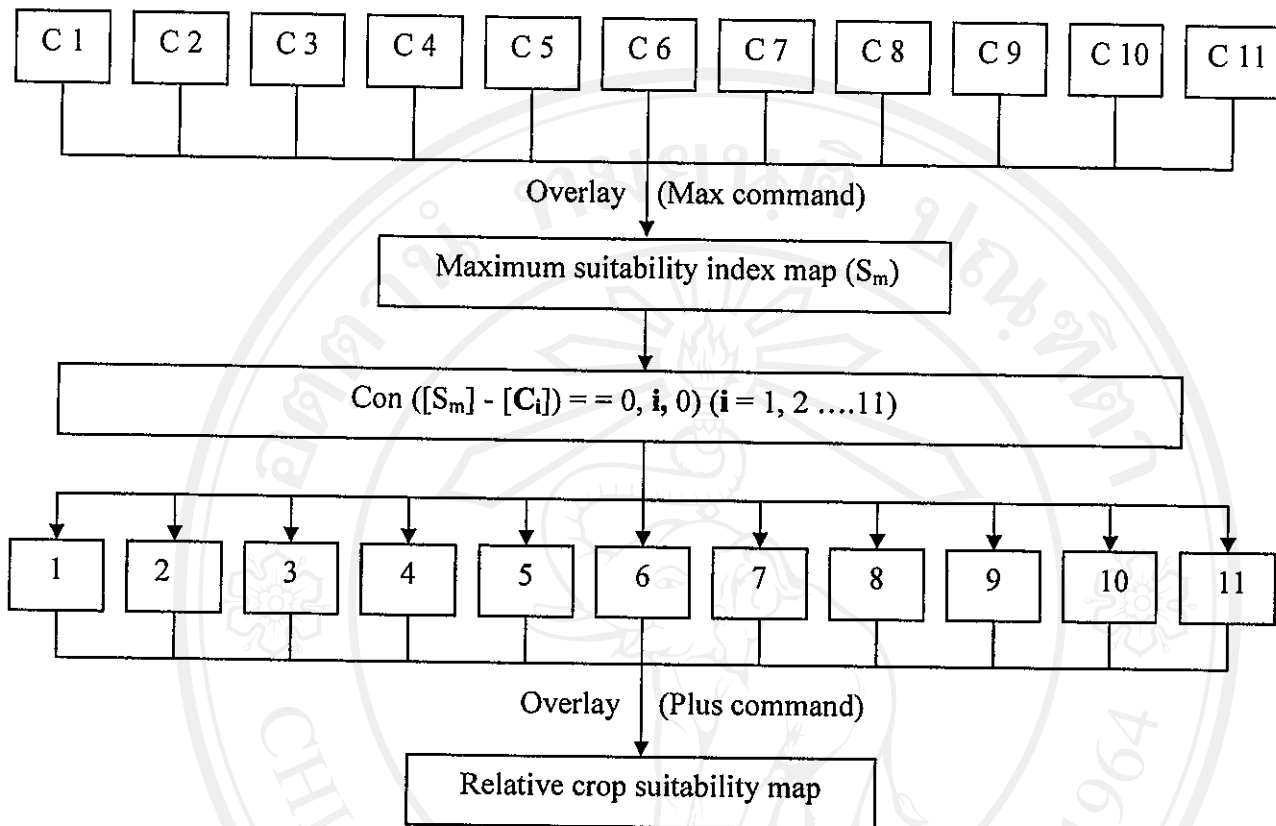 C 1 C 2 C 3 C 4 C 5 C 6 C 7 C 8 C 9 C 10 C 11
Overlay (Max command)
Maximum suitability index map (Sm)
Con ([Sm] - [Ci]) = = 0, i, 0) (i = 1, 2 ....11)
1 2 3 4 5 6 7 8 9 10 11
Overlay (Plus command)
Relative crop suitability map
CHI
1964